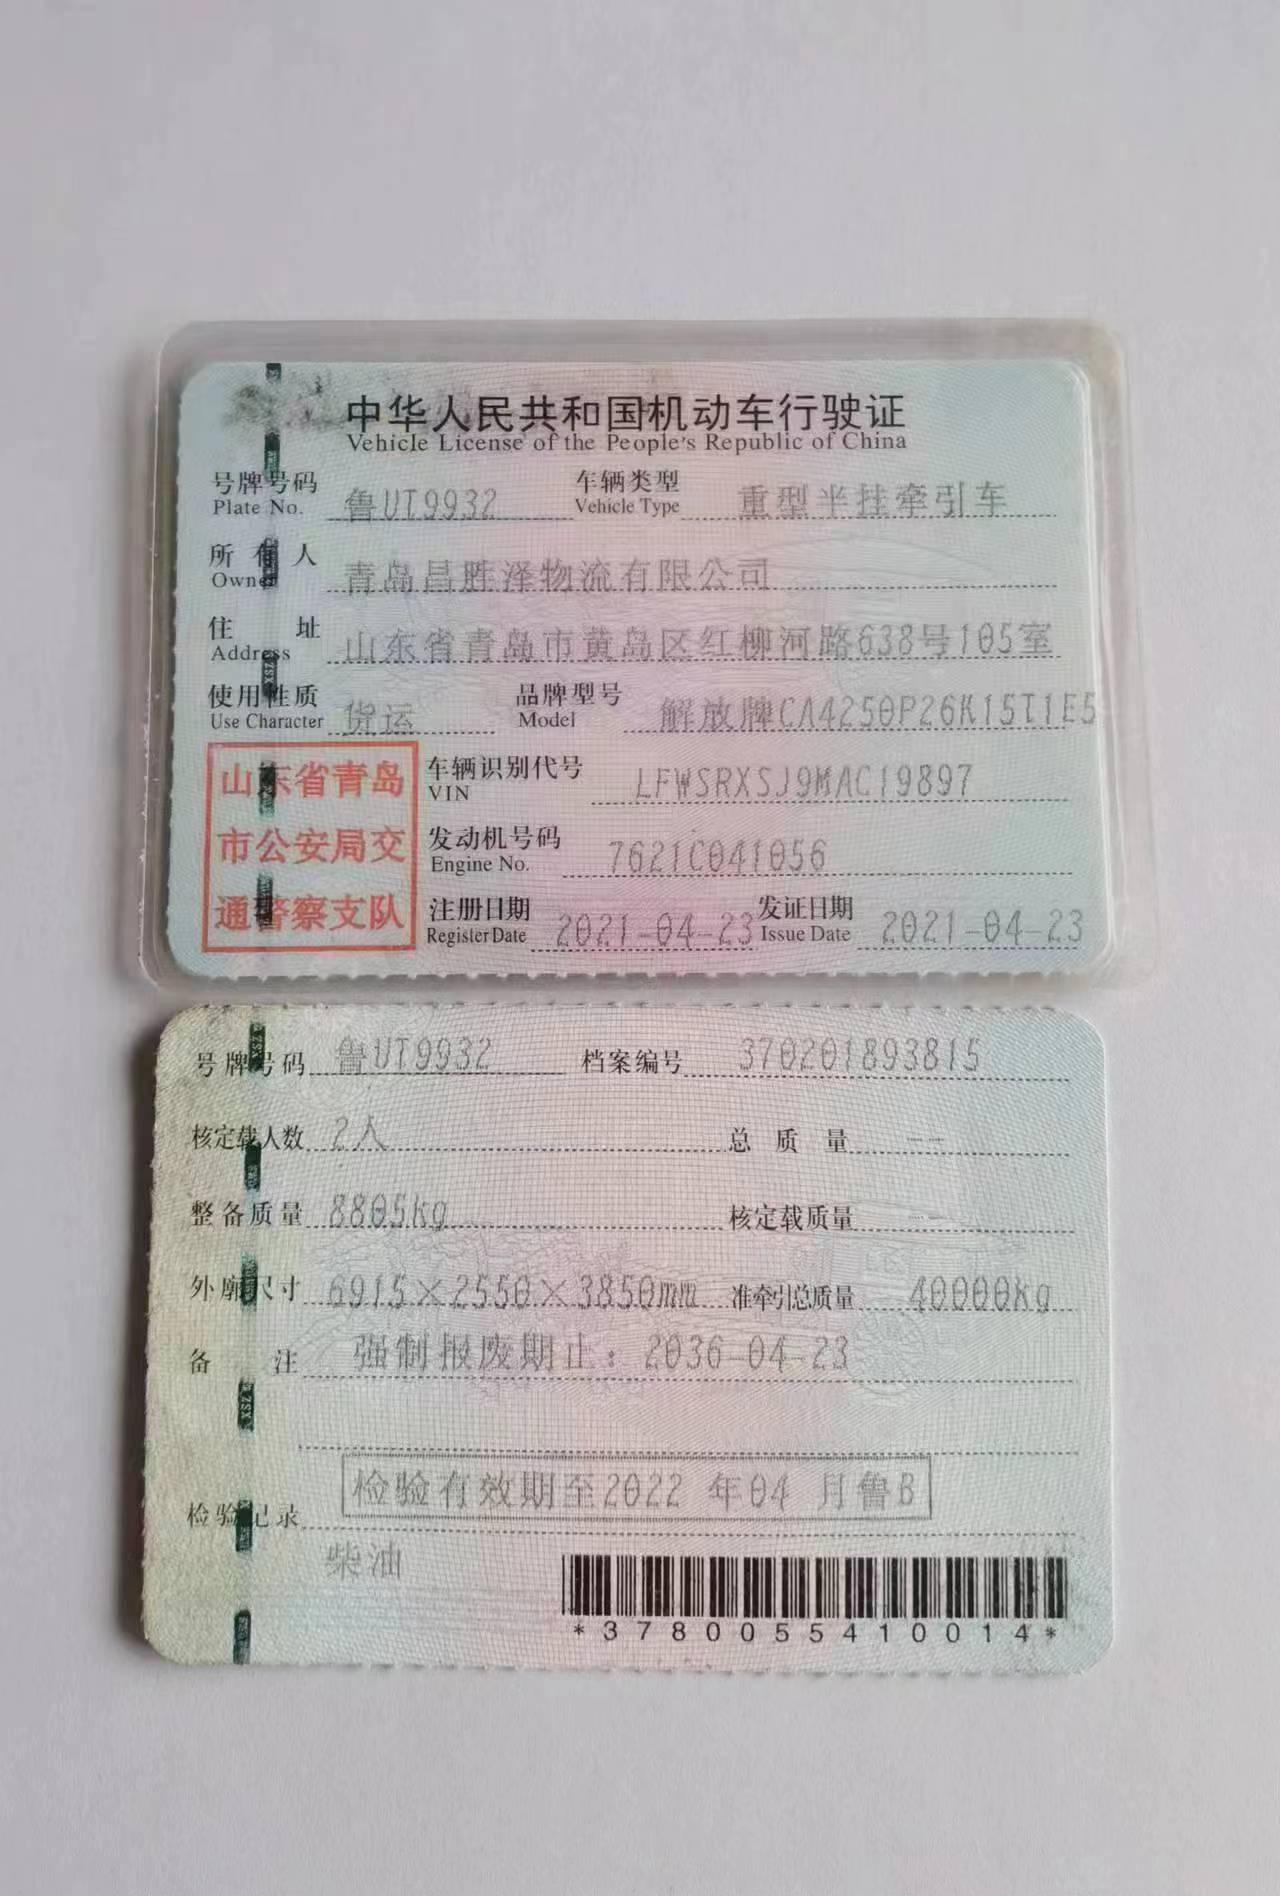 中华人民共和国机动车行驶证
Vehicle License of the People's Republic of China
号牌号码 Plate No. 鲁UT9932 车辆类型 Vehicle Type 重型半挂牵引车
所有人 Owner 青岛昌胜泽物流有限公司
住址 Address 山东省青岛市黄岛区红柳河路638号105室
使用性质 Use Character 货运 品牌型号 Model 解放牌CA4250P26K15T1E5
山东省青岛
市公安局交
通警察支队
车辆识别代号 VIN LFWSRXSJ9MAC19897
发动机号码 Engine No. 7621C041056
注册日期 Register Date 2021-04-23 发证日期 Issue Date 2021-04-23
号牌号码 鲁UT9932 档案编号 370201893815
核定载人数 2人 总质量 --
整备质量 8805kg 核定载质量 --
外廓尺寸 6915×2550×3850mm 准牵引总质量 40000kg
备注 强制报废期止：2036-04-23
检验记录 检验有效期至2022 年04 月鲁B
柴油
*3780055410014*